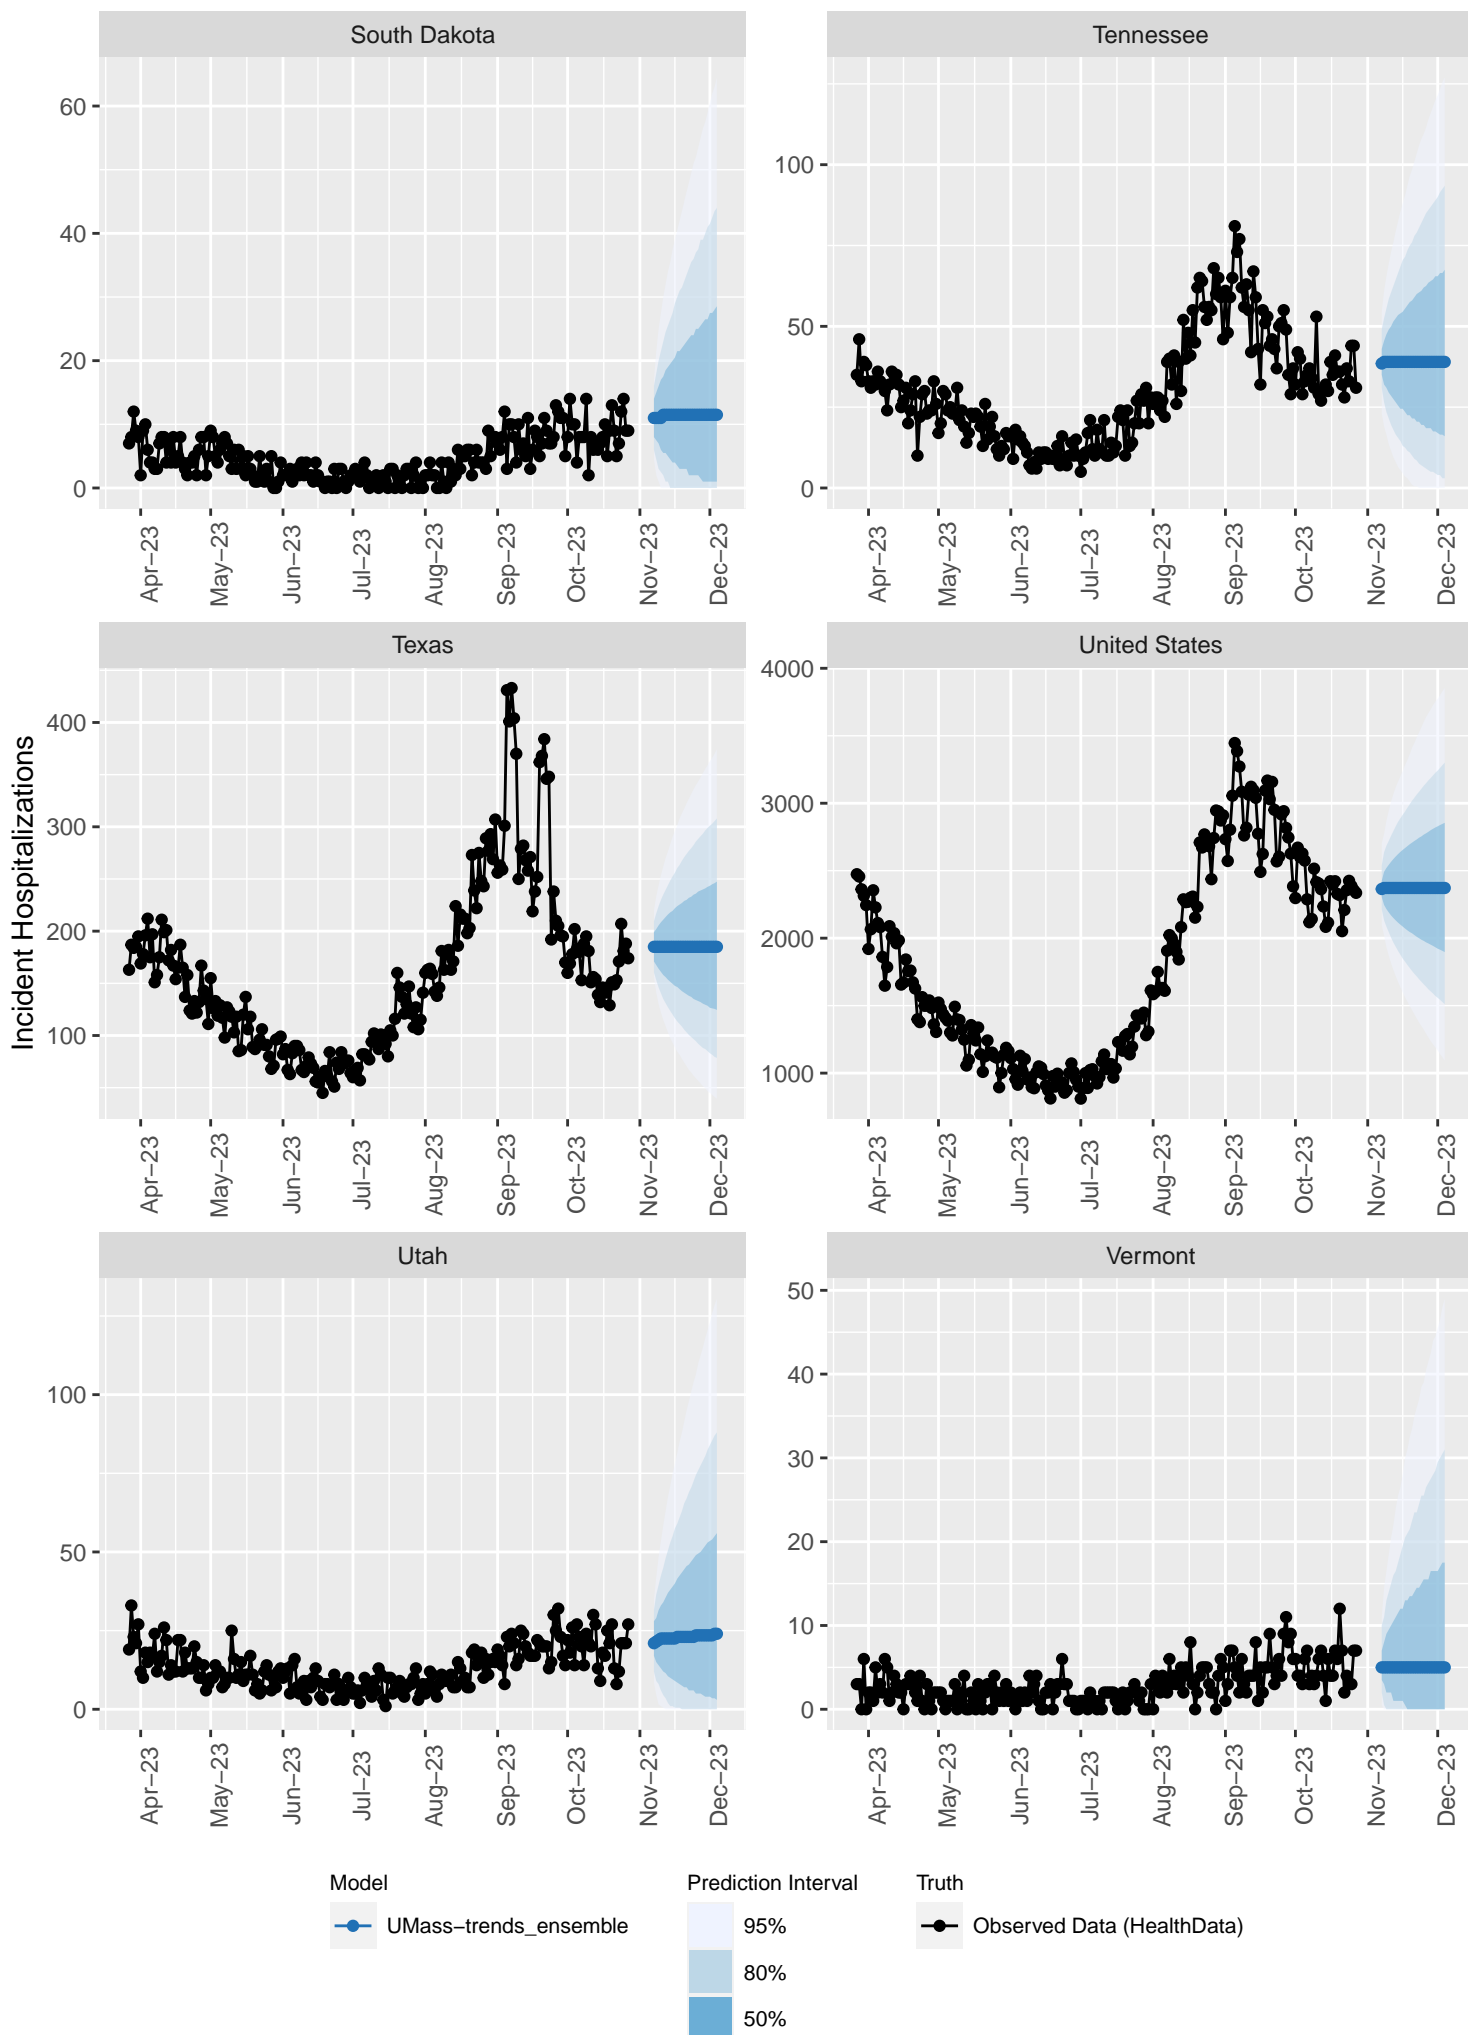 South Dakota
Tennessee
60
40
20
0
100
50
0
Apr−23
May−23
Jun−23
Jul−23
Aug−23
Sep−23
Oct−23
Nov−23
Dec−23
Apr−23
May−23
Jun−23
Jul−23
Aug−23
Sep−23
Oct−23
Nov−23
Dec−23
Incident Hospitalizations
Texas
United States
400
300
200
100
4000
3000
2000
1000
Apr−23
May−23
Jun−23
Jul−23
Aug−23
Sep−23
Oct−23
Nov−23
Dec−23
Apr−23
May−23
Jun−23
Jul−23
Aug−23
Sep−23
Oct−23
Nov−23
Dec−23
Utah
Vermont
100
50
0
50
40
30
20
10
0
Apr−23
May−23
Jun−23
Jul−23
Aug−23
Sep−23
Oct−23
Nov−23
Dec−23
Apr−23
May−23
Jun−23
Jul−23
Aug−23
Sep−23
Oct−23
Nov−23
Dec−23
Model
UMass−trends_ensemble
Prediction Interval
95%
80%
50%
Truth
Observed Data (HealthData)